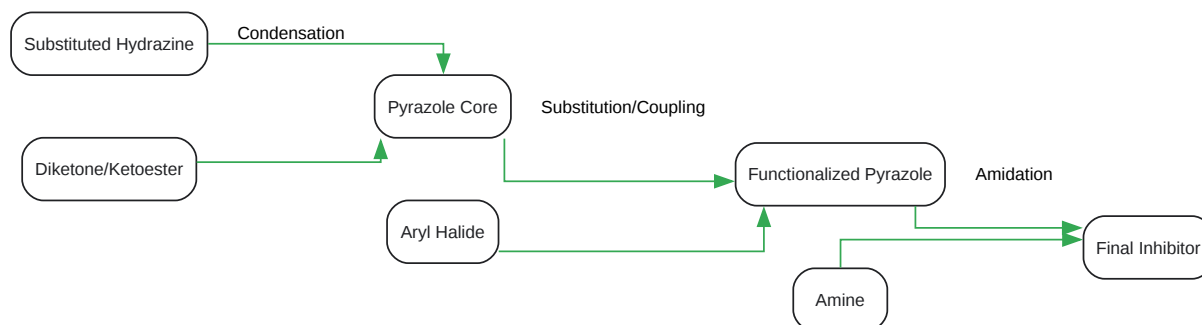 Substituted Hydrazine
Condensation
Pyrazole Core
Substitution/Coupling
Diketone/Ketoester
Functionalized Pyrazole
Amidation
Aryl Halide
Final Inhibitor
Amine